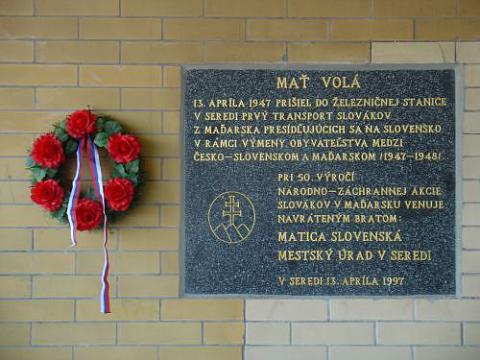 MAŤ VOLÁ
13. APRÍLA 1947 PRIŠIEL DO ŽELEZNIČNEJ STANICE
V SEREDI PRVÝ TRANSPORT SLOVÁKOV
Z MAĎARSKA PRESÍDĽUJÚCICH SA NA SLOVENSKO
V RÁMCI VÝMENY OBYVATEĽSTVA MEDZI
ČESKO-SLOVENSKOM A MAĎARSKOM (1947-1948).
PRI 50. VÝROČÍ
NÁRODNO-ZÁCHRANNEJ AKCIE
SLOVÁKOV V MAĎARSKU VENUJE
NAVRÁTENÝM BRATOM:
MATICA SLOVENSKÁ
MESTSKÝ ÚRAD V SEREDI
V SEREDI 13. APRÍLA 1997